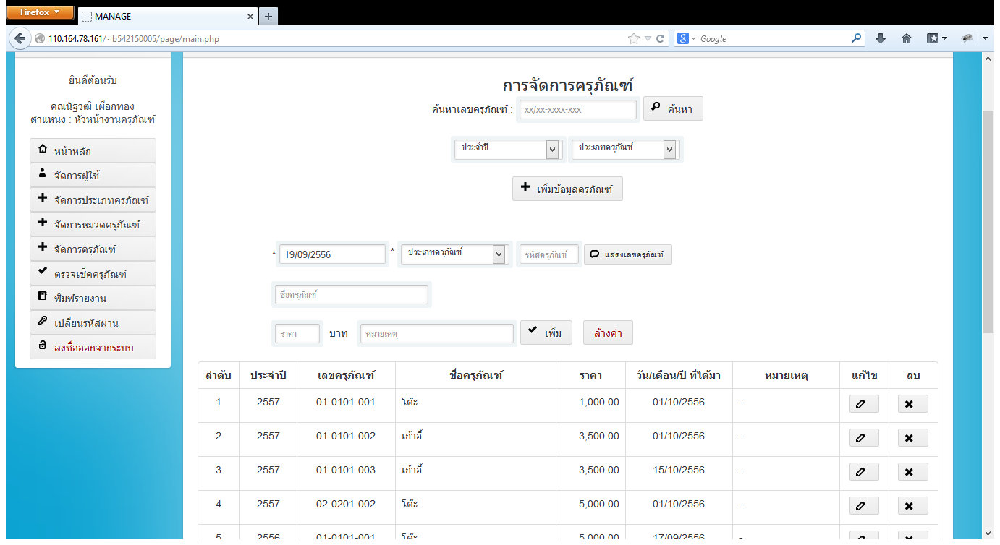 Firefox
MANAGE
110.164.78.161/~b542150005/page/main.php
Google
ยินดีต้อนรับ
คุณนัฐวุฒิ เผือกทอง
ตำแหน่ง : หัวหน้างานครุภัณฑ์
หน้าหลัก
จัดการผู้ใช้
จัดการประเภทครุภัณฑ์
จัดการหมวดครุภัณฑ์
จัดการครุภัณฑ์
ตรวจเช็คครุภัณฑ์
พิมพ์รายงาน
เปลี่ยนรหัสผ่าน
ลงชื่อออกจากระบบ
การจัดการครุภัณฑ์
ค้นหาเลขครุภัณฑ์ : xx/xx-xxxx-xxx ค้นหา
ประจำปี ประเภทครุภัณฑ์
เพิ่มข้อมูลครุภัณฑ์
* 19/09/2556 * ประเภทครุภัณฑ์ รหัสครุภัณฑ์ แสดงเลขครุภัณฑ์
ชื่อครุภัณฑ์
ราคา บาท หมายเหตุ เพิ่ม ล้างค่า
ลำดับ ประจำปี เลขครุภัณฑ์ ชื่อครุภัณฑ์ ราคา วัน/เดือน/ปี ที่ได้มา หมายเหตุ แก้ไข ลบ
1 2557 01-0101-001 โต๊ะ 1,000.00 01/10/2556 -
2 2557 01-0101-002 เก้าอี้ 3,500.00 01/10/2556 -
3 2557 01-0101-003 เก้าอี้ 3,500.00 15/10/2556 -
4 2557 02-0201-002 โต๊ะ 5,000.00 01/10/2556 -
5 2556 01-0101-001 โต๊ะ 5,000.00 17/09/2556